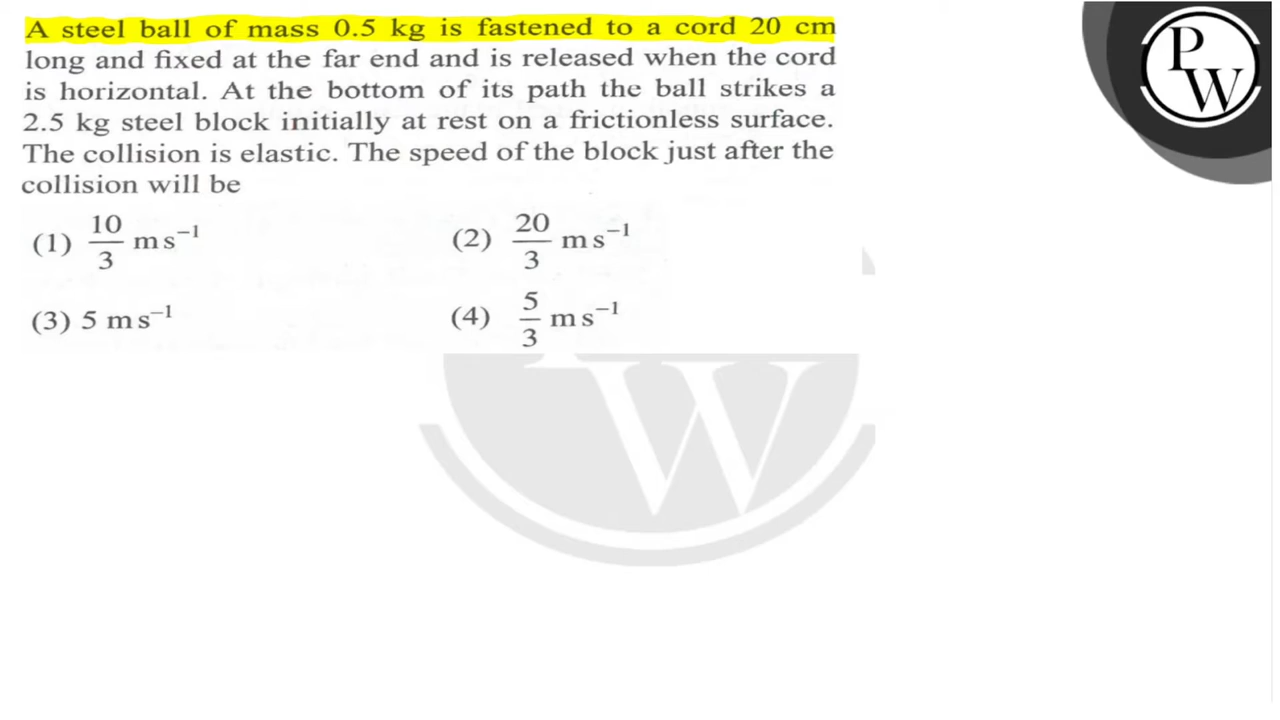 A steel ball of mass 0.5 kg is fastened to a cord 20 cm
long and fixed at the far end and is released when the cord
is horizontal. At the bottom of its path the ball strikes a
2.5 kg steel block initially at rest on a frictionless surface.
The collision is elastic. The speed of the block just after the
collision will be
(1) 10/3 m s⁻¹ (2) 20/3 m s⁻¹
(3) 5 m s⁻¹ (4) 5/3 m s⁻¹
PW
W